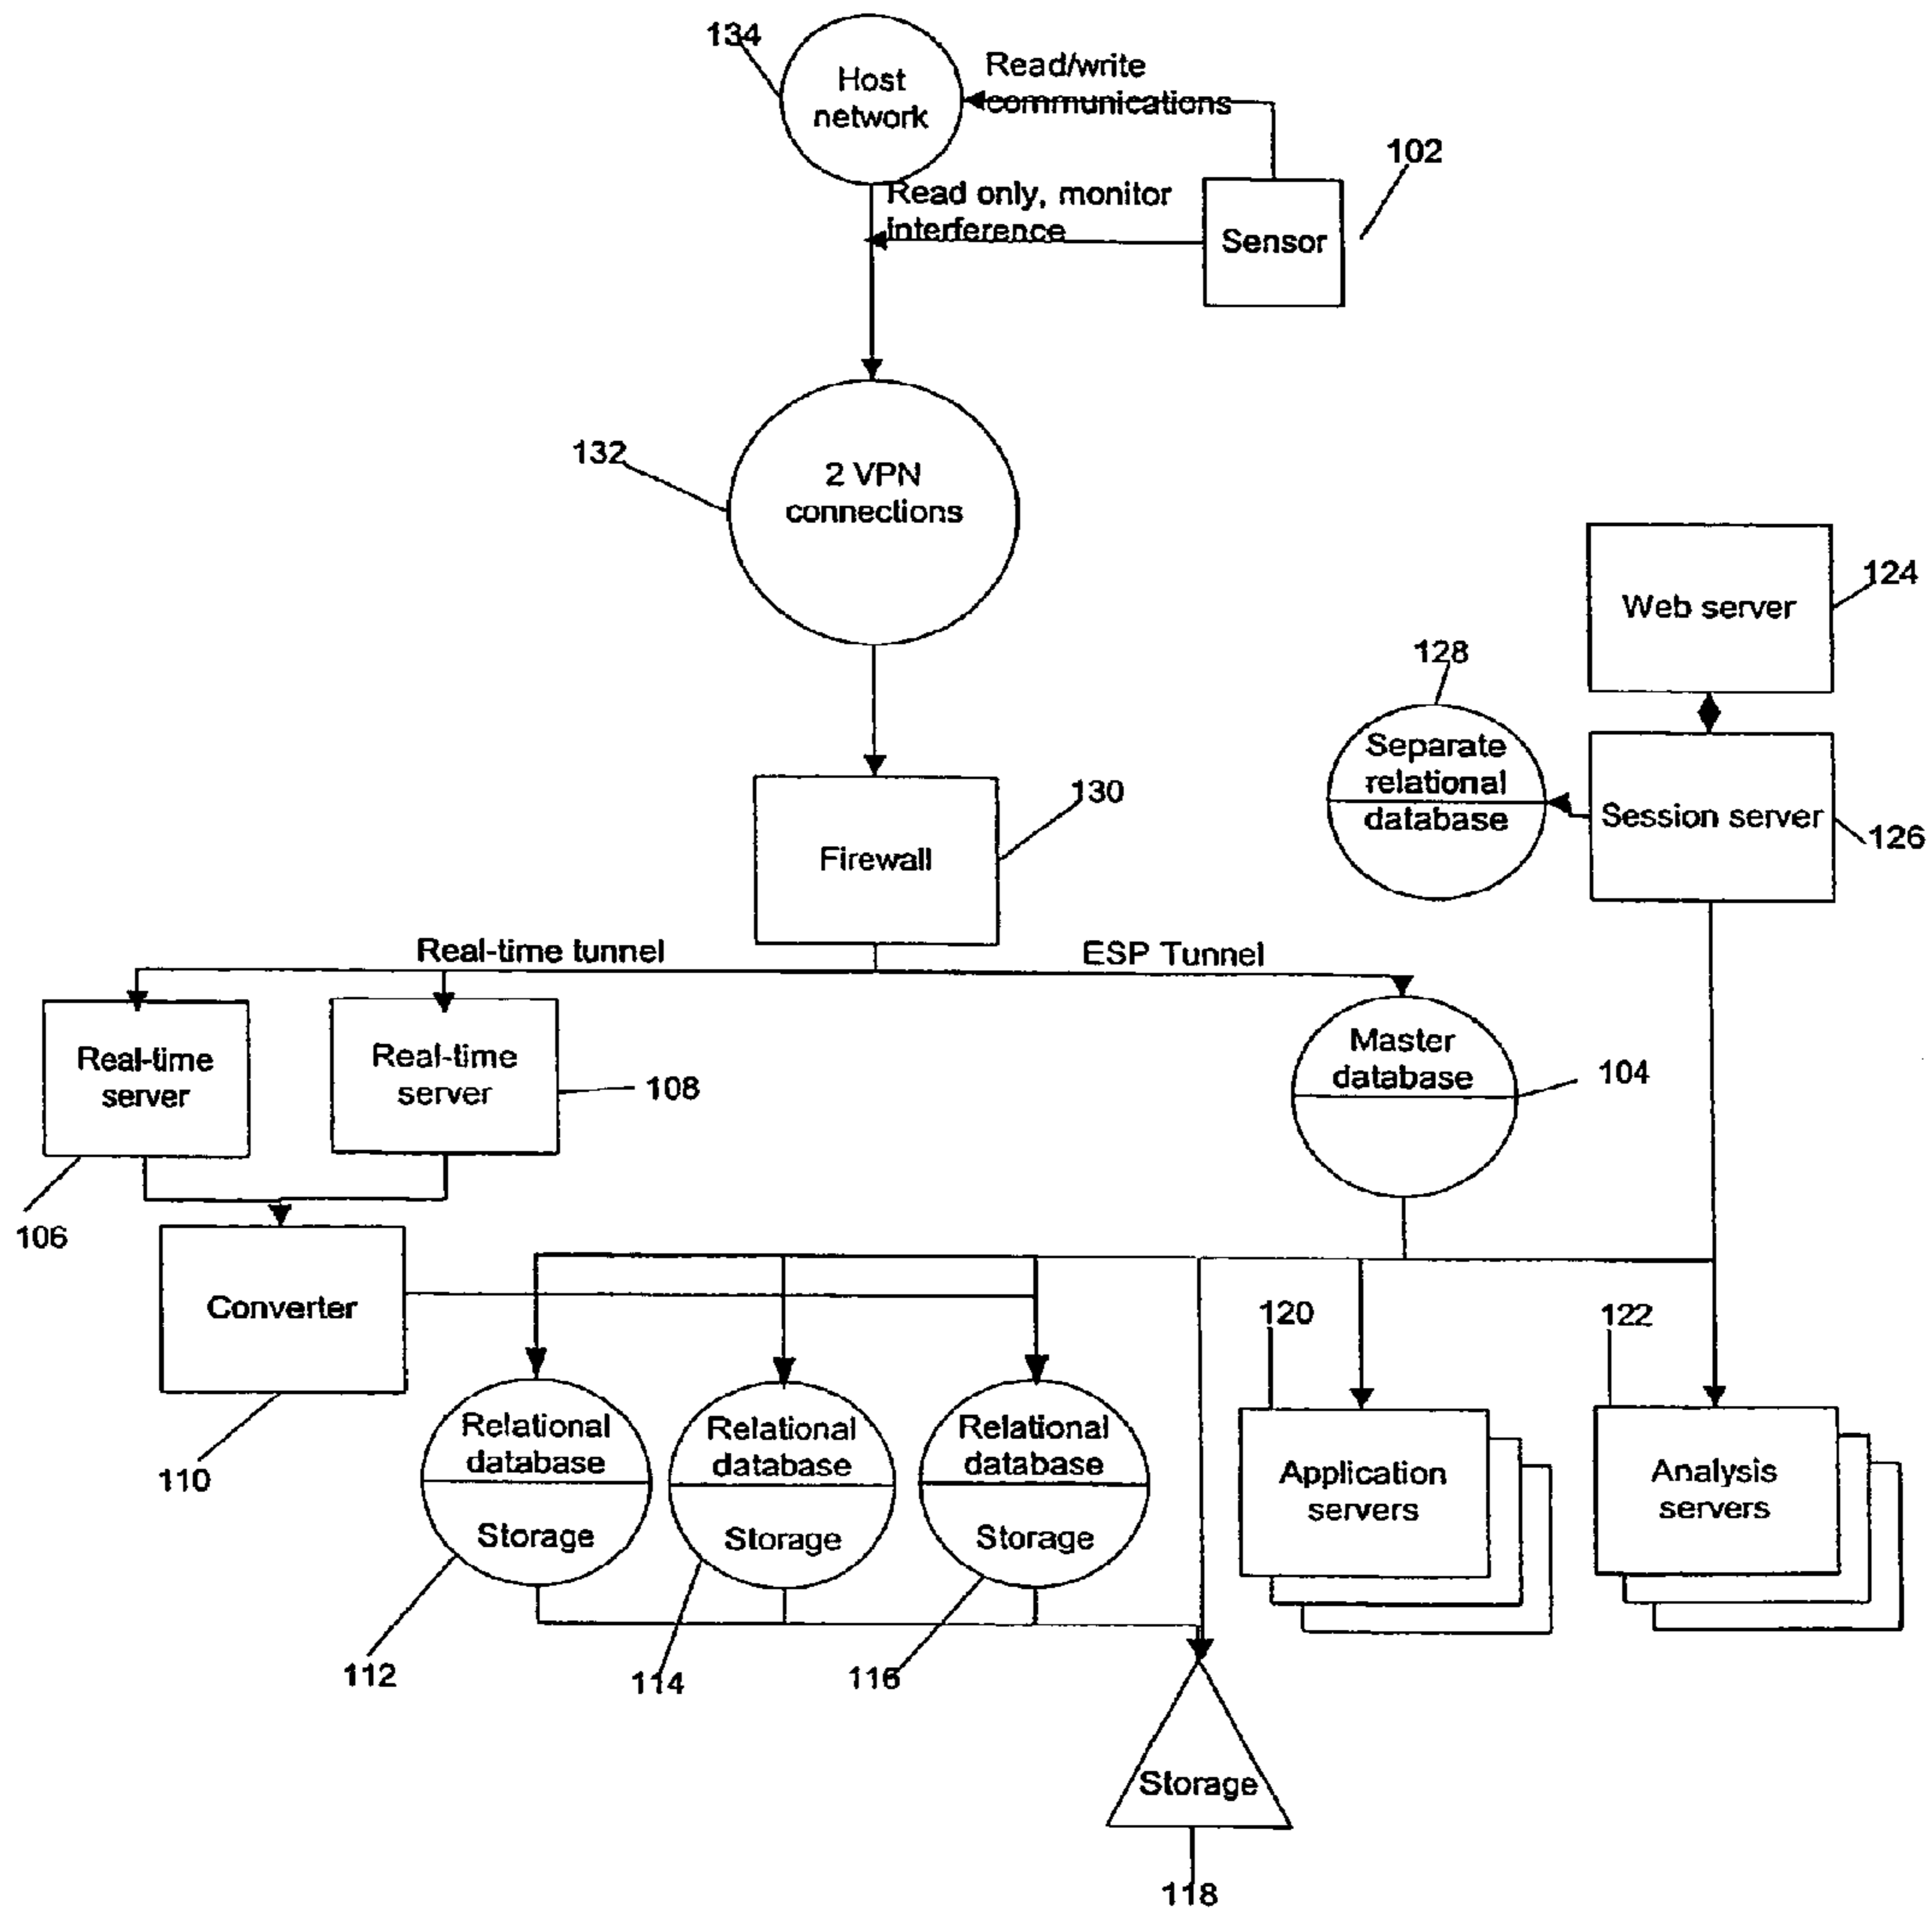 134
Host
network
Read/write
communications
102
Read only, monitor
interference
Sensor
132
2 VPN
connections
124
Web server
128
Separate
relational
database
Session server
126
130
Firewall
Real-time tunnel
ESP Tunnel
Real-time
server
Real-time
server
108
Master
database
104
106
Converter
120
122
110
Relational
database
Storage
Relational
database
Storage
Relational
database
Storage
Application
servers
Analysis
servers
112
114
116
Storage
118